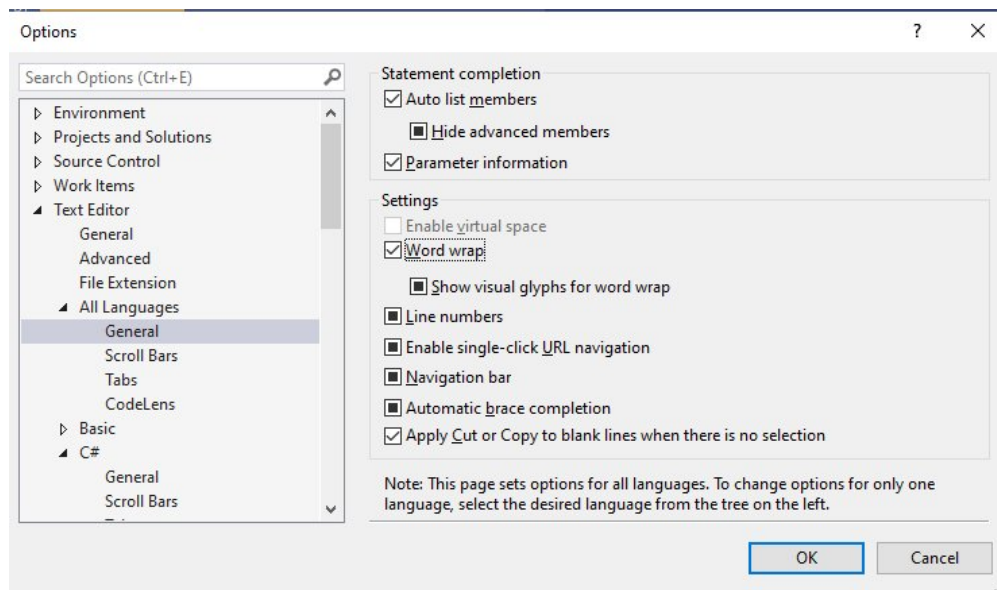 Options
?
Search Options (Ctrl+E)
Environment
Projects and Solutions
Source Control
Work Items
Text Editor
General
Advanced
File Extension
All Languages
General
Scroll Bars
Tabs
CodeLens
Basic
C#
General
Scroll Bars
Statement completion
Auto list members
Hide advanced members
Parameter information
Settings
Enable virtual space
Word wrap
Show visual glyphs for word wrap
Line numbers
Enable single-click URL navigation
Navigation bar
Automatic brace completion
Apply Cut or Copy to blank lines when there is no selection
Note: This page sets options for all languages. To change options for only one
language, select the desired language from the tree on the left.
OK
Cancel